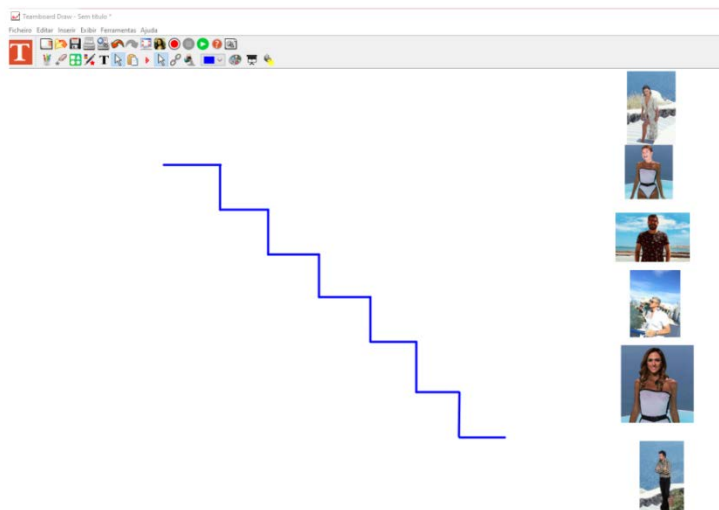 Teamboard Draw - Sem título *
Ficheiro Editar Inserir Exibir Ferramentas Ajuda
T
T